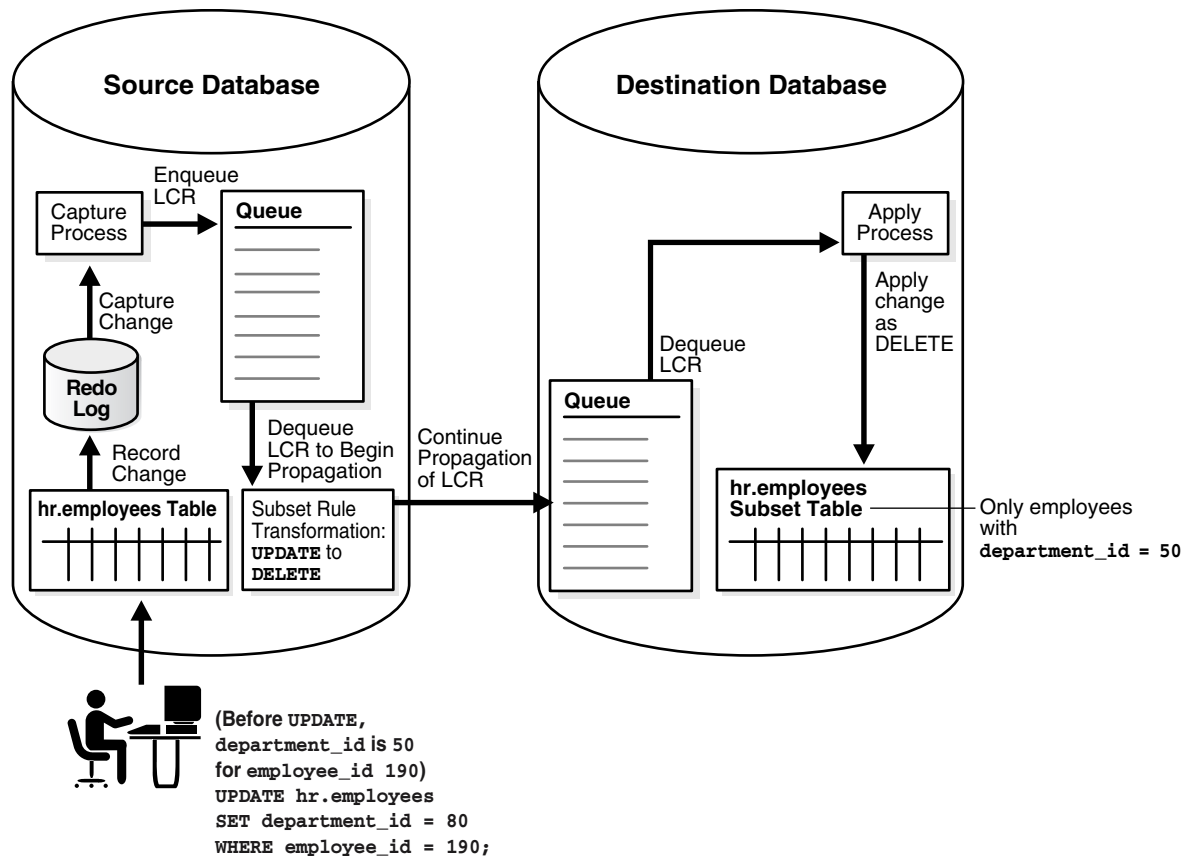 Source Database
Destination Database
Enqueue
LCR
Capture
Process
Queue
Apply
Process
Capture
Change
Apply
change
as
DELETE
Redo
Log
Dequeue
LCR
Queue
Record
Change
Dequeue
LCR to Begin
Propagation
Continue
Propagation
of LCR
hr.employees Table
Subset Rule
Transformation:
UPDATE to
DELETE
hr.employees
Subset Table
Only employees
with
department_id = 50
(Before UPDATE,
department_id is 50
for employee_id 190)
UPDATE hr.employees
SET department_id = 80
WHERE employee_id = 190;